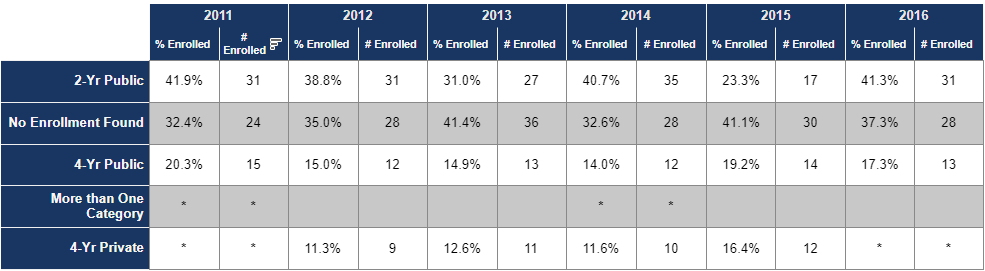 2011 2012 2013 2014 2015 2016
% Enrolled # Enrolled % Enrolled # Enrolled % Enrolled # Enrolled % Enrolled # Enrolled % Enrolled # Enrolled % Enrolled # Enrolled
2-Yr Public 41.9% 31 38.8% 31 31.0% 27 40.7% 35 23.3% 17 41.3% 31
No Enrollment Found 32.4% 24 35.0% 28 41.4% 36 32.6% 28 41.1% 30 37.3% 28
4-Yr Public 20.3% 15 15.0% 12 14.9% 13 14.0% 12 19.2% 14 17.3% 13
More than One Category * * * *
4-Yr Private * * 11.3% 9 12.6% 11 11.6% 10 16.4% 12 * *